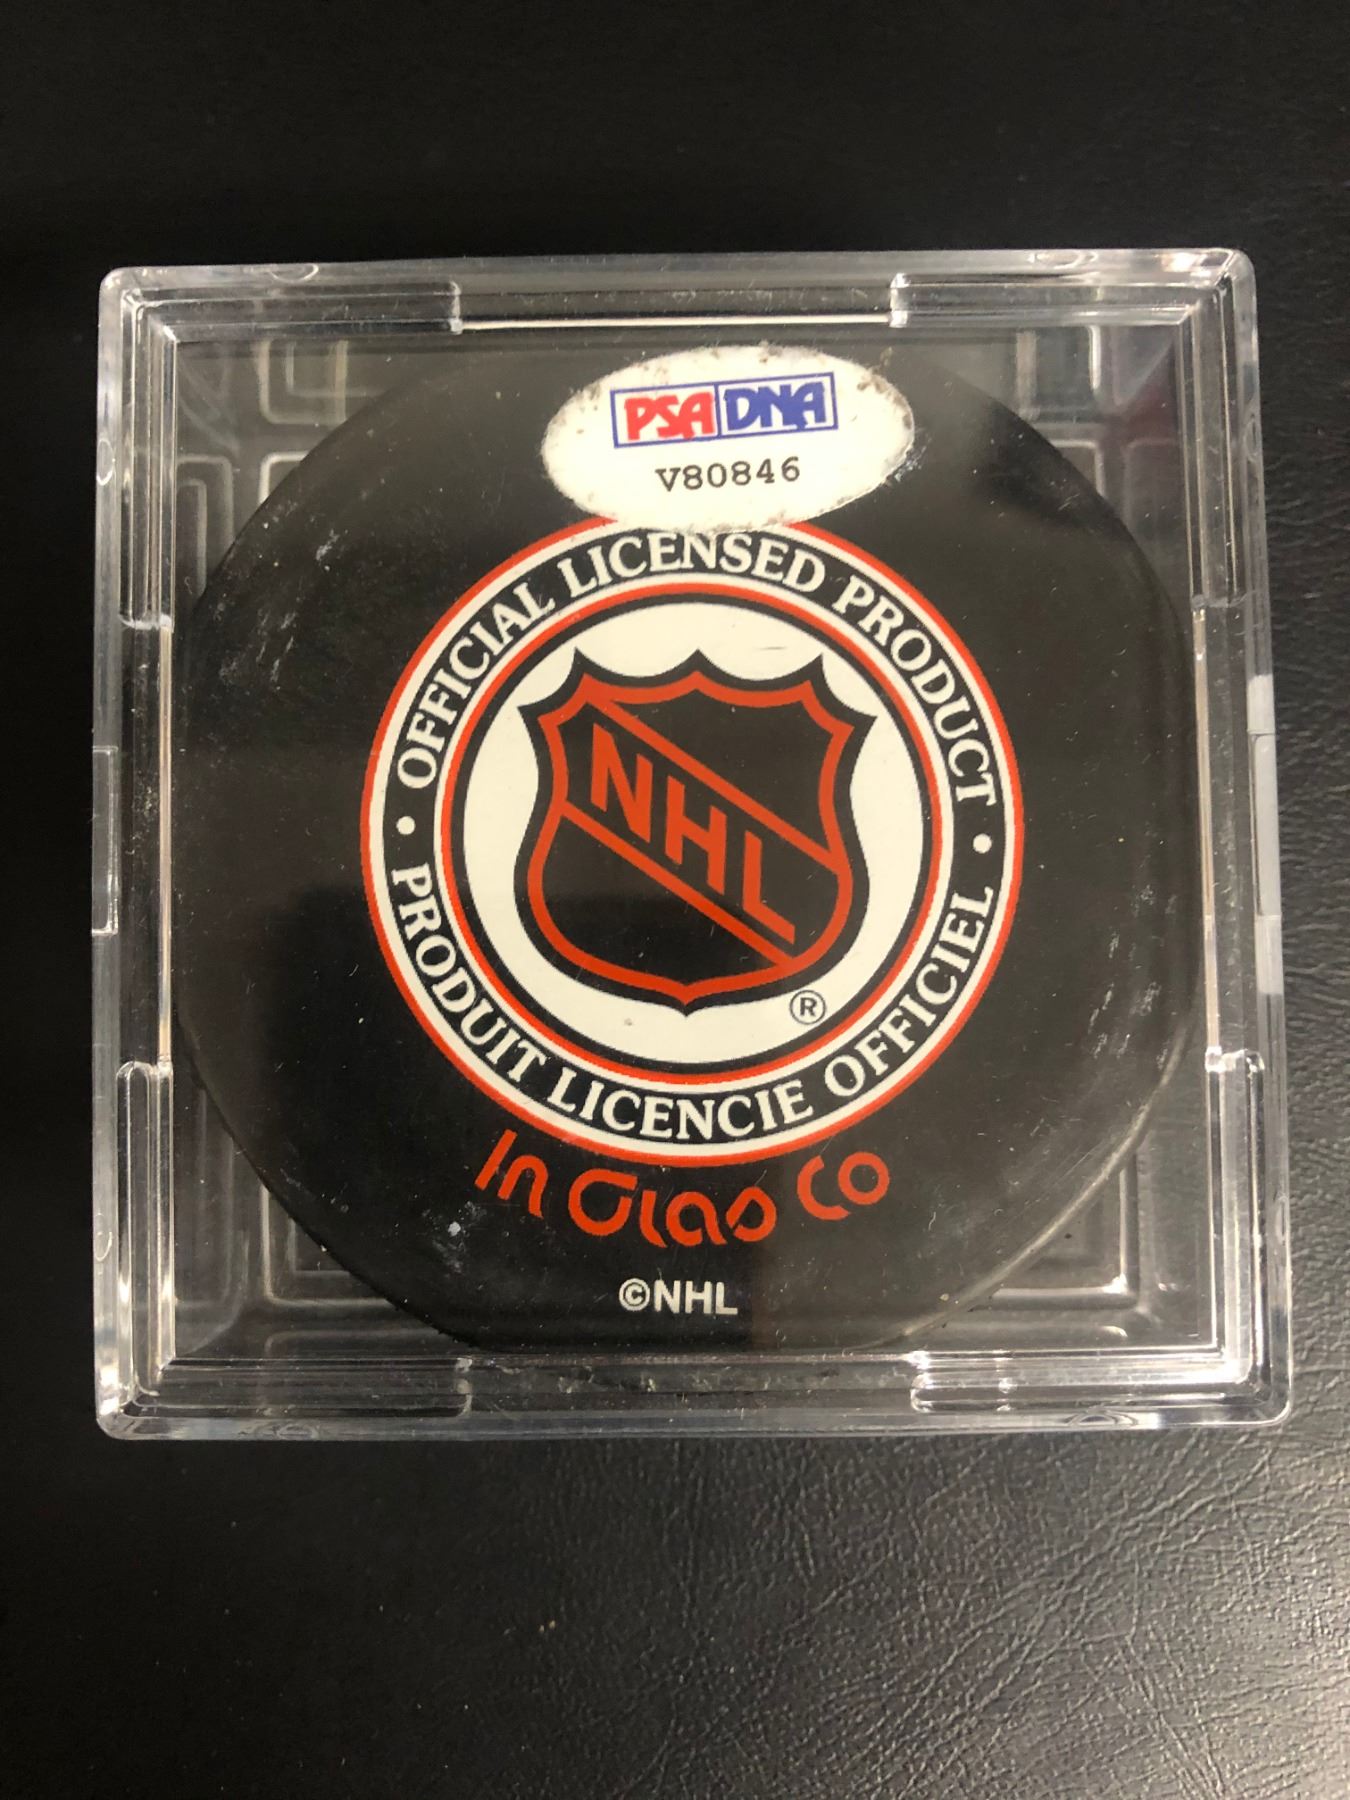 PSA DNA
V80846
• OFFICIAL LICENSED PRODUCT •
NHL
®
PRODUIT LICENCIE OFFICIEL
In Glas Co
©NHL